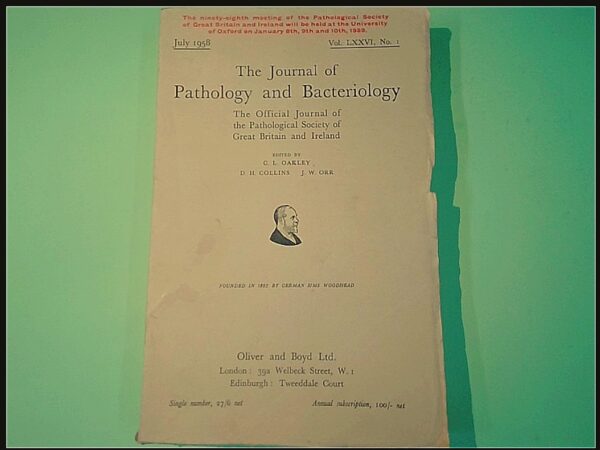 The ninety-eighth meeting of the Pathological Society
of Great Britain and Ireland will be held at the University
of Oxford on January 8th, 9th and 10th, 1959.
July 1958 Vol. LXXVI, No. 1
The Journal of
Pathology and Bacteriology
The Official Journal of
the Pathological Society of
Great Britain and Ireland
EDITED BY
C. L. OAKLEY
D. H. COLLINS J. W. ORR
FOUNDED IN 1892 BY GERMAN SIMS WOODHEAD
Oliver and Boyd Ltd.
London: 39a Welbeck Street, W. 1
Edinburgh: Tweeddale Court
Single number, 27/6 net Annual subscription, 100/- net